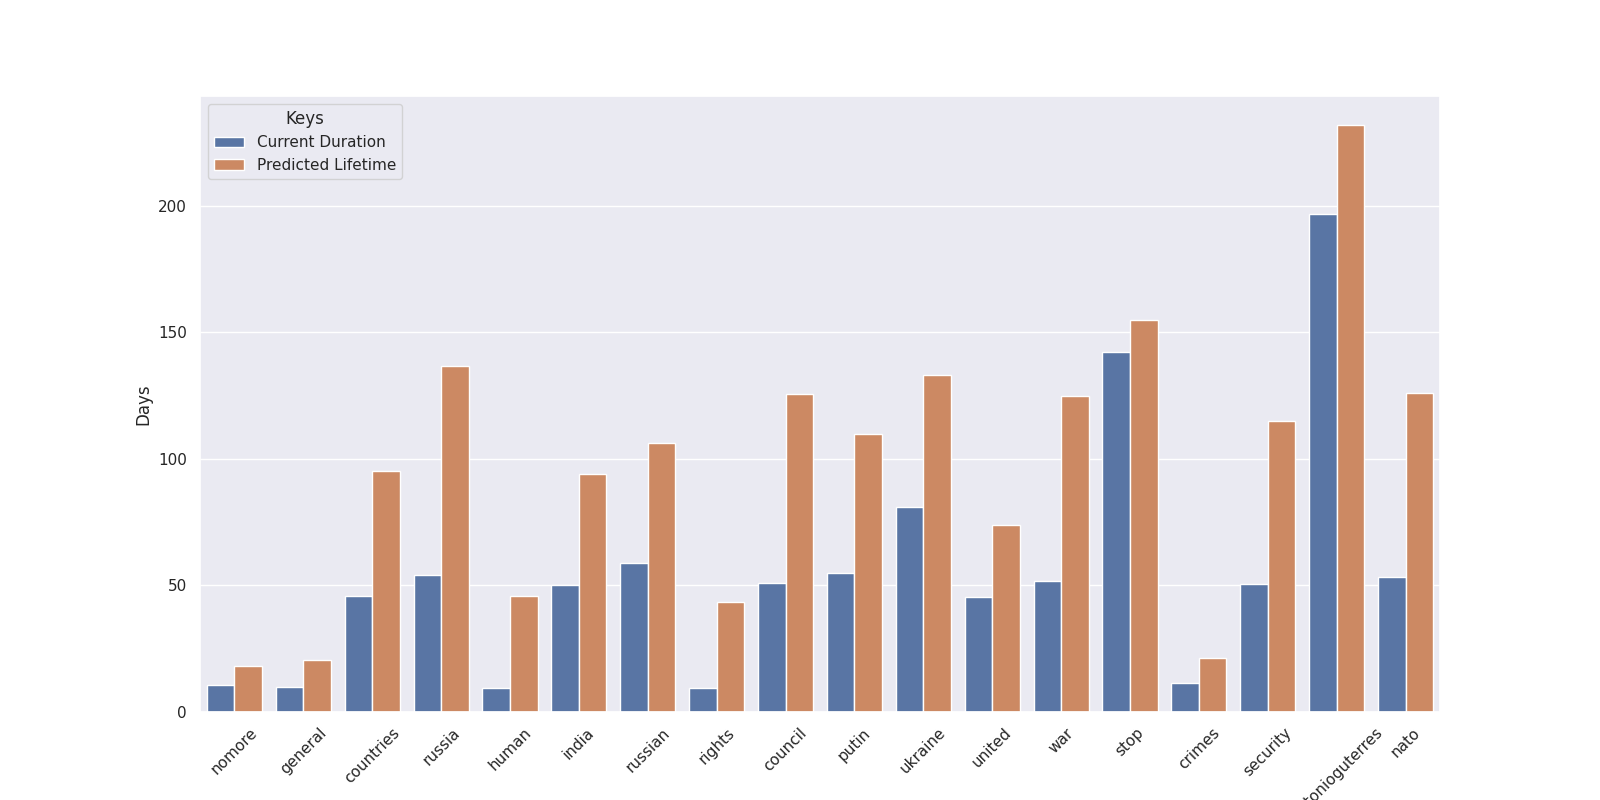 Keys
Current Duration
Predicted Lifetime
200
150
100
50
0
Days
nomore
general
countries
russia
human
india
russian
rights
council
putin
ukraine
united
war
stop
crimes
security
tonioguterres
nato